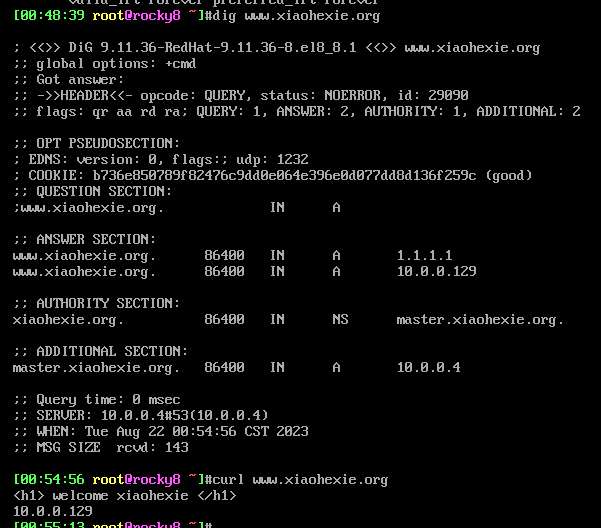 valid_lft forever preferred_lft forever
[00:48:39 root@rocky8 ~]#dig www.xiaohexie.org
; <<>> DiG 9.11.36-RedHat-9.11.36-8.el8_8.1 <<>> www.xiaohexie.org
;; global options: +cmd
;; Got answer:
;; ->>HEADER<<- opcode: QUERY, status: NOERROR, id: 29090
;; flags: qr aa rd ra; QUERY: 1, ANSWER: 2, AUTHORITY: 1, ADDITIONAL: 2
;; OPT PSEUDOSECTION:
; EDNS: version: 0, flags:; udp: 1232
; COOKIE: b736e850789f82476c9dd0e064e396e0d077dd8d136f259c (good)
;; QUESTION SECTION:
;www.xiaohexie.org. IN A
;; ANSWER SECTION:
www.xiaohexie.org. 86400 IN A 1.1.1.1
www.xiaohexie.org. 86400 IN A 10.0.0.129
;; AUTHORITY SECTION:
xiaohexie.org. 86400 IN NS master.xiaohexie.org.
;; ADDITIONAL SECTION:
master.xiaohexie.org. 86400 IN A 10.0.0.4
;; Query time: 0 msec
;; SERVER: 10.0.0.4#53(10.0.0.4)
;; WHEN: Tue Aug 22 00:54:56 CST 2023
;; MSG SIZE rcvd: 143
[00:54:56 root@rocky8 ~]#curl www.xiaohexie.org
<h1> welcome xiaohexie </h1>
10.0.0.129
[00:55:13 root@rocky8 ~]#